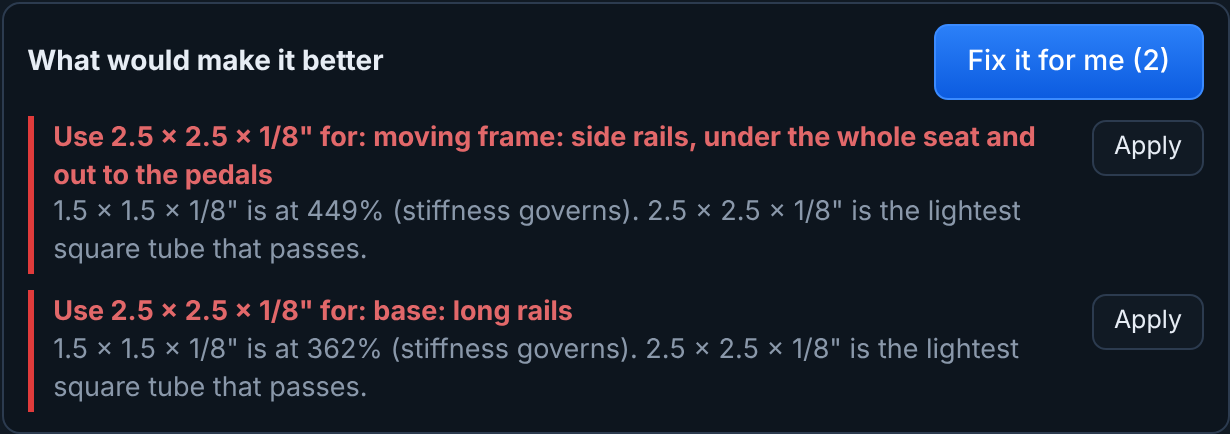 What would make it better
Fix it for me (2)
Use 2.5 × 2.5 × 1/8" for: moving frame: side rails, under the whole seat and
out to the pedals
Apply
1.5 × 1.5 × 1/8" is at 449% (stiffness governs). 2.5 × 2.5 × 1/8" is the lightest
square tube that passes.
Use 2.5 × 2.5 × 1/8" for: base: long rails
Apply
1.5 × 1.5 × 1/8" is at 362% (stiffness governs). 2.5 × 2.5 × 1/8" is the lightest
square tube that passes.